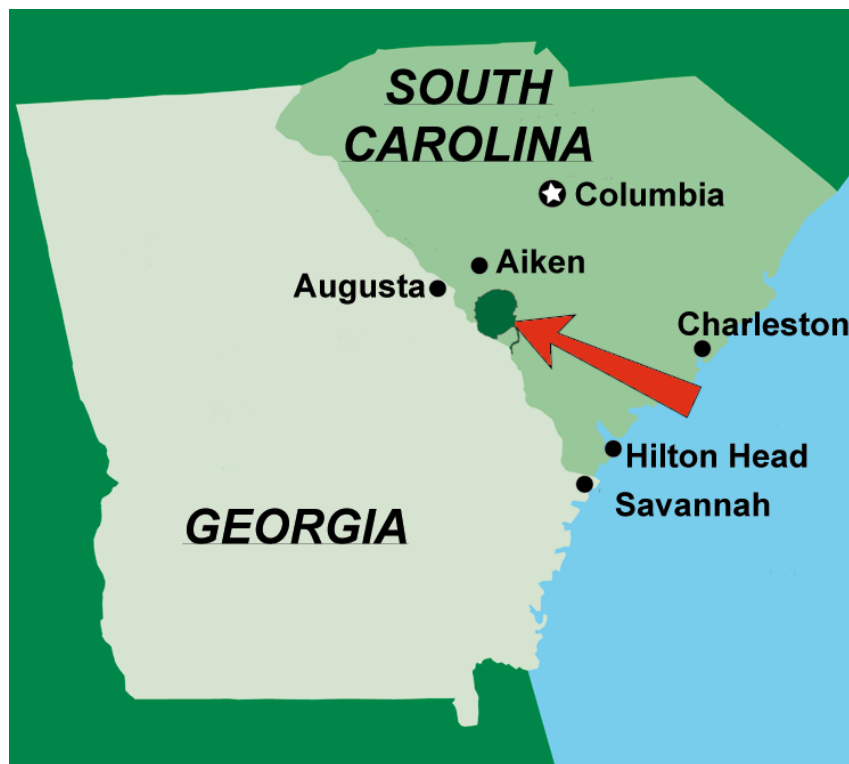 SOUTH
CAROLINA
Columbia
Aiken
Augusta
Charleston
Hilton Head
Savannah
GEORGIA